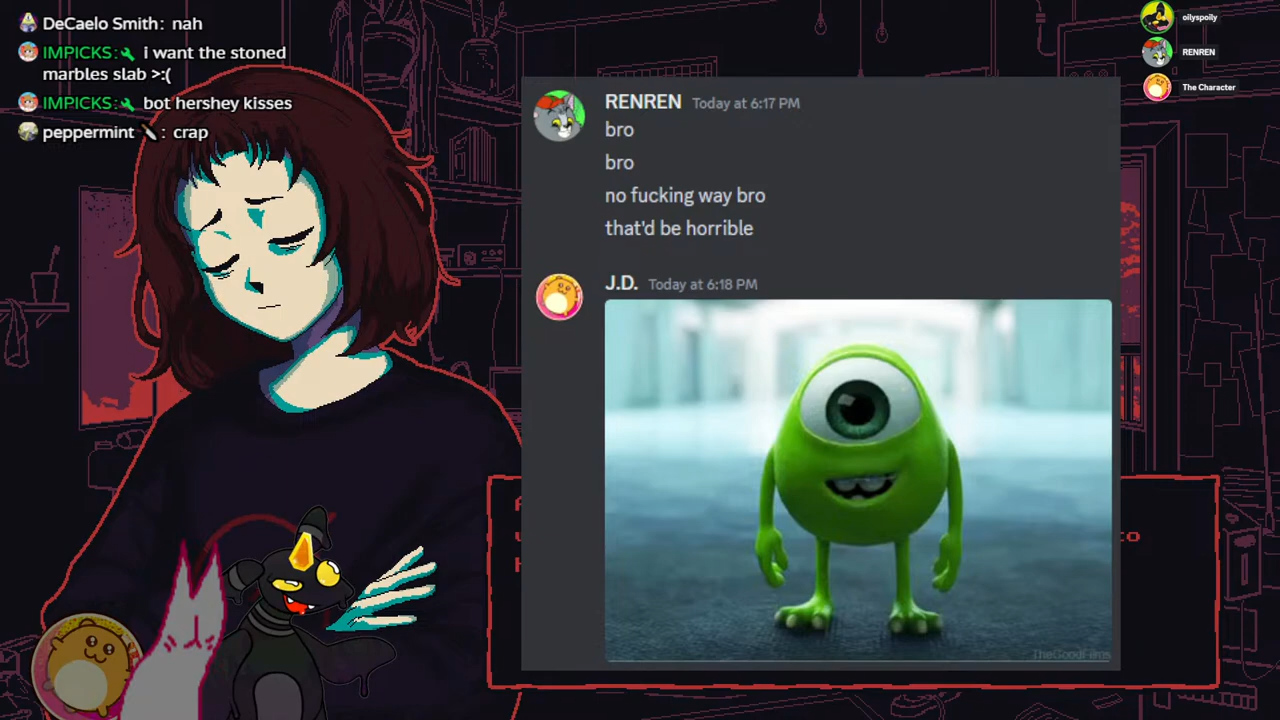 DeCaelo Smith: nah
IMPICKS: i want the stoned
marbles slab >:(
IMPICKS: bot hershey kisses
peppermint : crap
ollyspoily
RENREN
The Character
RENREN Today at 6:17 PM
bro
bro
no fucking way bro
that'd be horrible
J.D. Today at 6:18 PM
TheGoodFilms